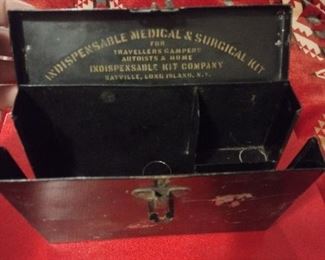 INDISPENSABLE MEDICAL & SURGICAL KIT
FOR
TRAVELLERS CAMPERS
AUTOISTS & HOME
INDISPENSABLE KIT COMPANY
SAYVILLE, LONG ISLAND, N.Y.